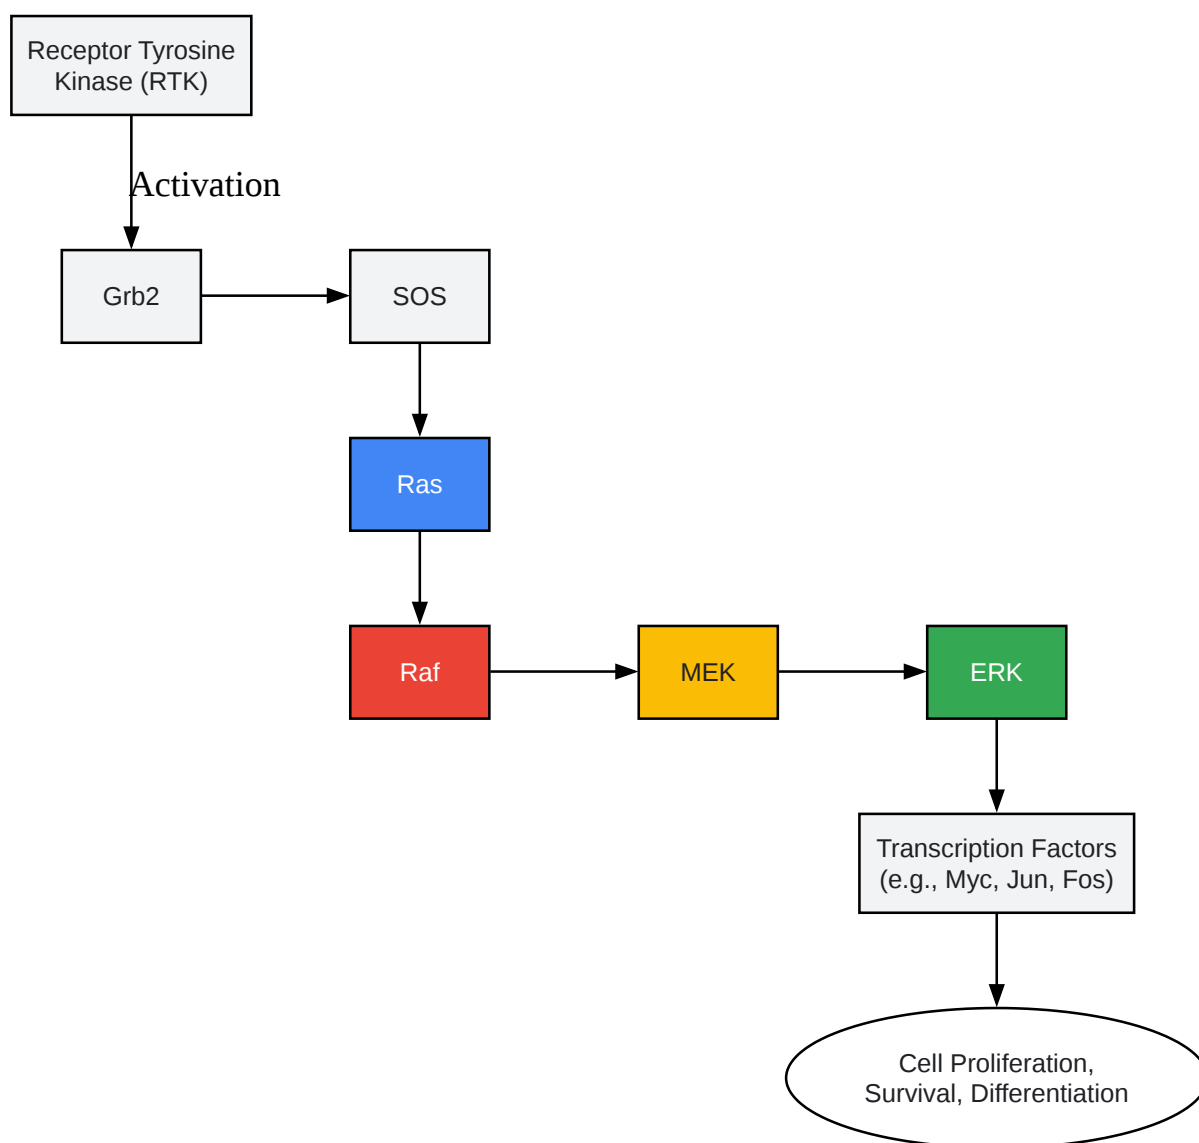 Receptor Tyrosine
Kinase (RTK)
Activation
Grb2
SOS
Ras
Raf
MEK
ERK
Transcription Factors
(e.g., Myc, Jun, Fos)
Cell Proliferation,
Survival, Differentiation